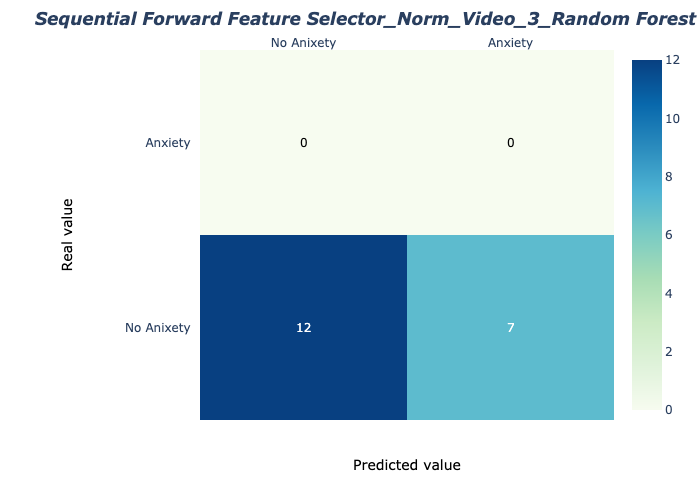 Sequential Forward Feature Selector_Norm_Video_3_Random Forest
No Anixety Anxiety
12
10
8
6
4
2
0
Anxiety 0 0
No Anixety 12 7
Real value
Predicted value